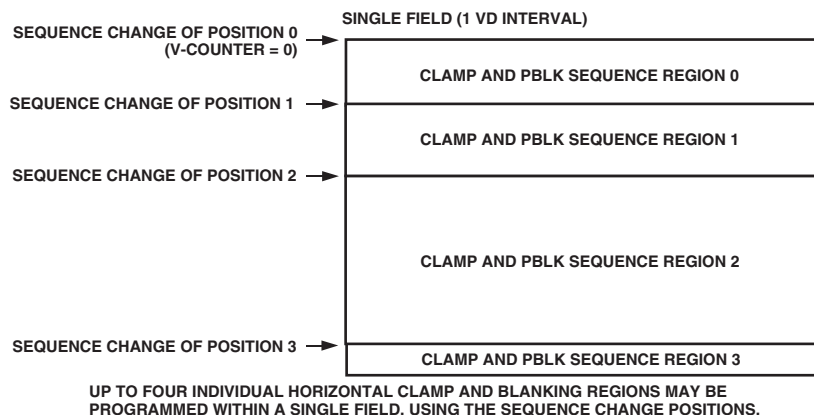 SINGLE FIELD (1 VD INTERVAL)
SEQUENCE CHANGE OF POSITION 0
(V-COUNTER = 0)
CLAMP AND PBLK SEQUENCE REGION 0
SEQUENCE CHANGE OF POSITION 1
CLAMP AND PBLK SEQUENCE REGION 1
SEQUENCE CHANGE OF POSITION 2
CLAMP AND PBLK SEQUENCE REGION 2
SEQUENCE CHANGE OF POSITION 3
CLAMP AND PBLK SEQUENCE REGION 3
UP TO FOUR INDIVIDUAL HORIZONTAL CLAMP AND BLANKING REGIONS MAY BE
PROGRAMMED WITHIN A SINGLE FIELD, USING THE SEQUENCE CHANGE POSITIONS.